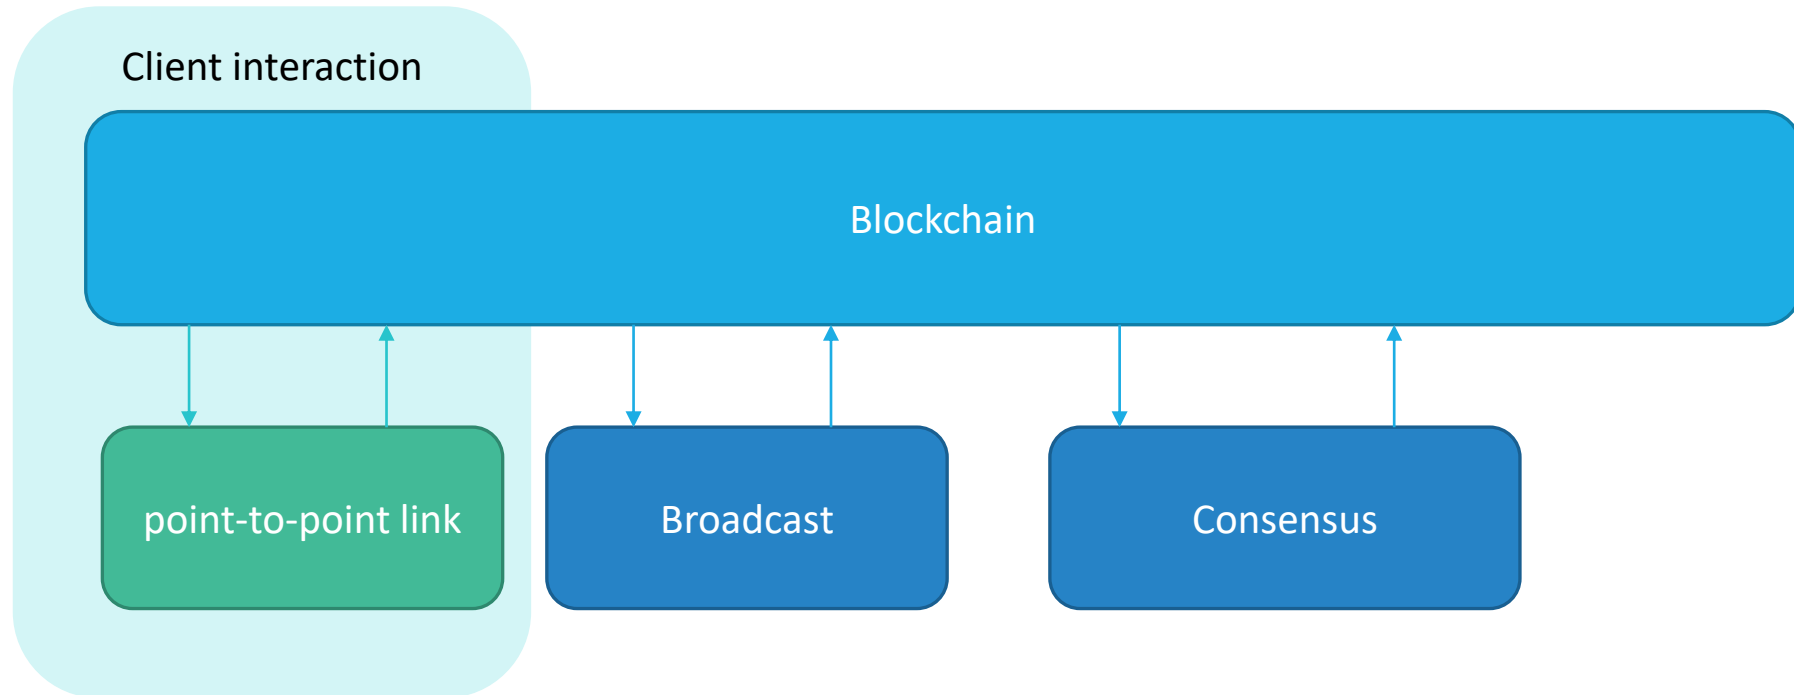 Client interaction
Blockchain
point-to-point link
Broadcast
Consensus